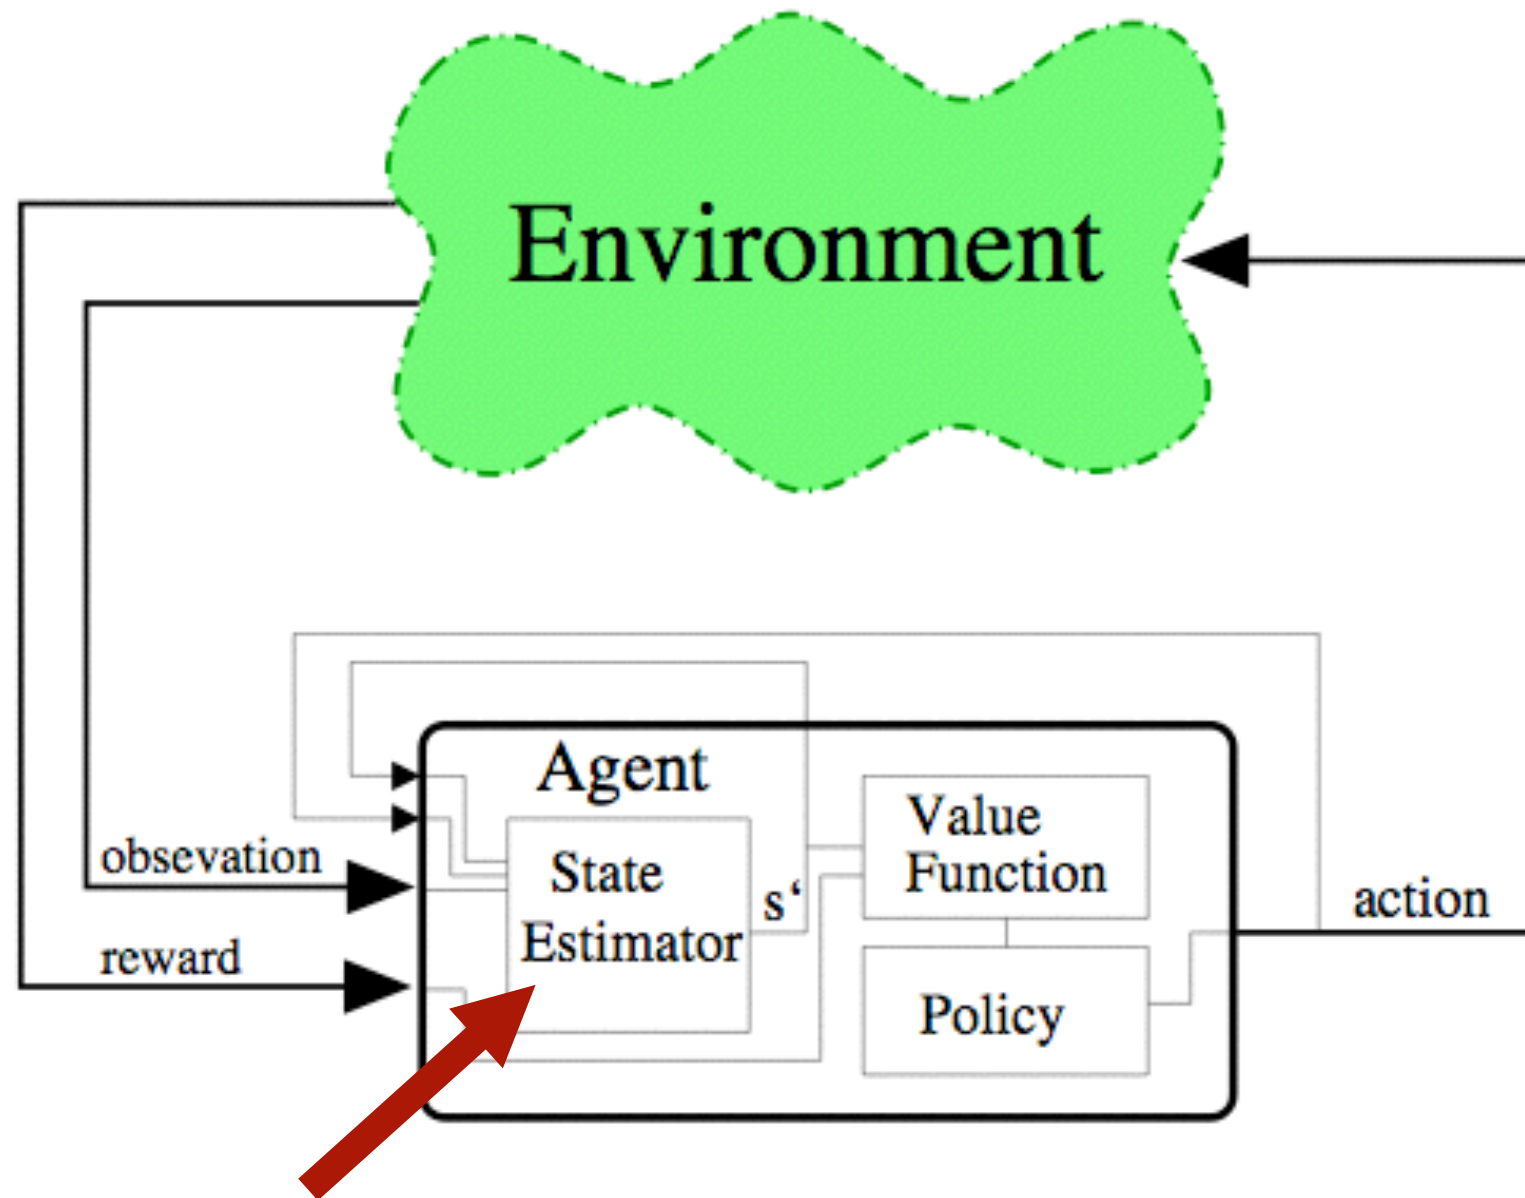 Environment
Agent
obsevation
reward
State
Estimator
s‘
Value
Function
Policy
action